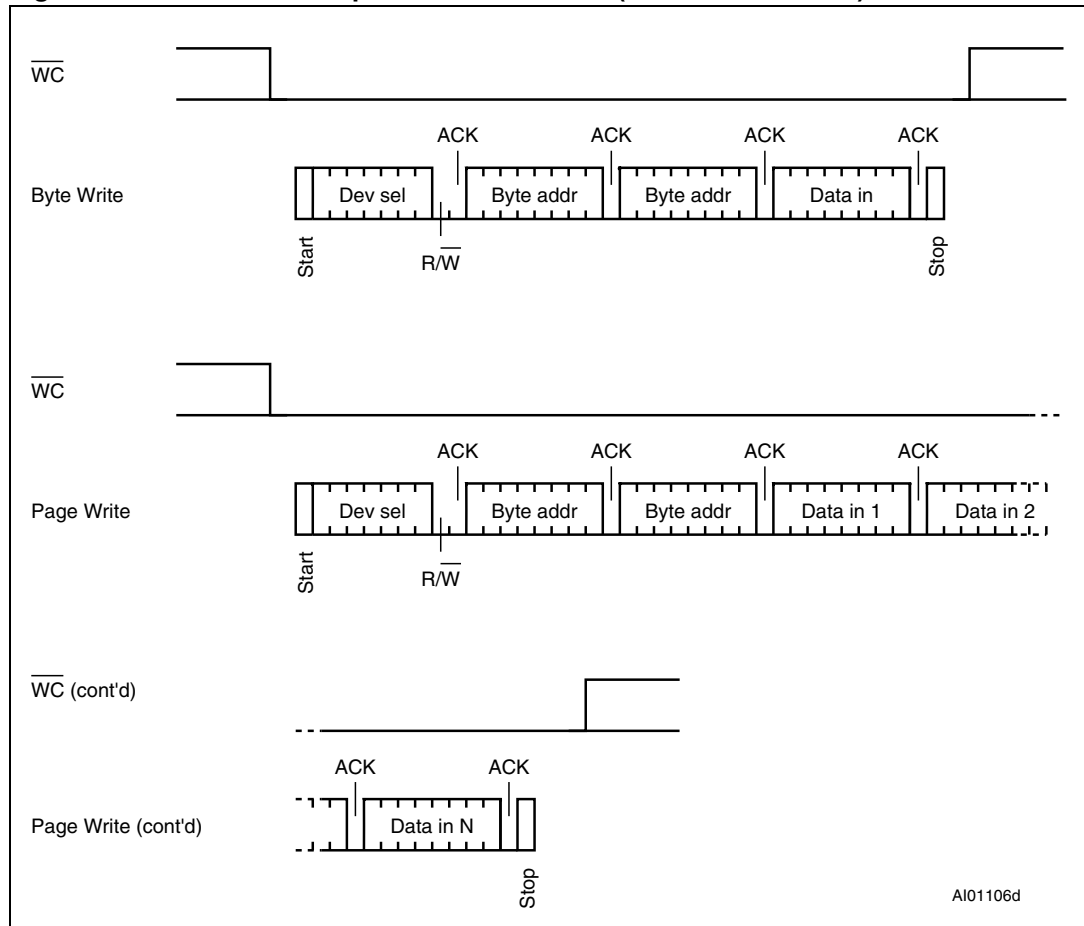 WC
ACK ACK ACK ACK
Byte Write
Dev sel Byte addr Byte addr Data in
Start
R/W
Stop
WC
ACK ACK ACK ACK
Page Write
Dev sel Byte addr Byte addr Data in 1 Data in 2
Start
R/W
WC (cont'd)
ACK ACK
Page Write (cont'd)
Data in N
Stop
AI01106d